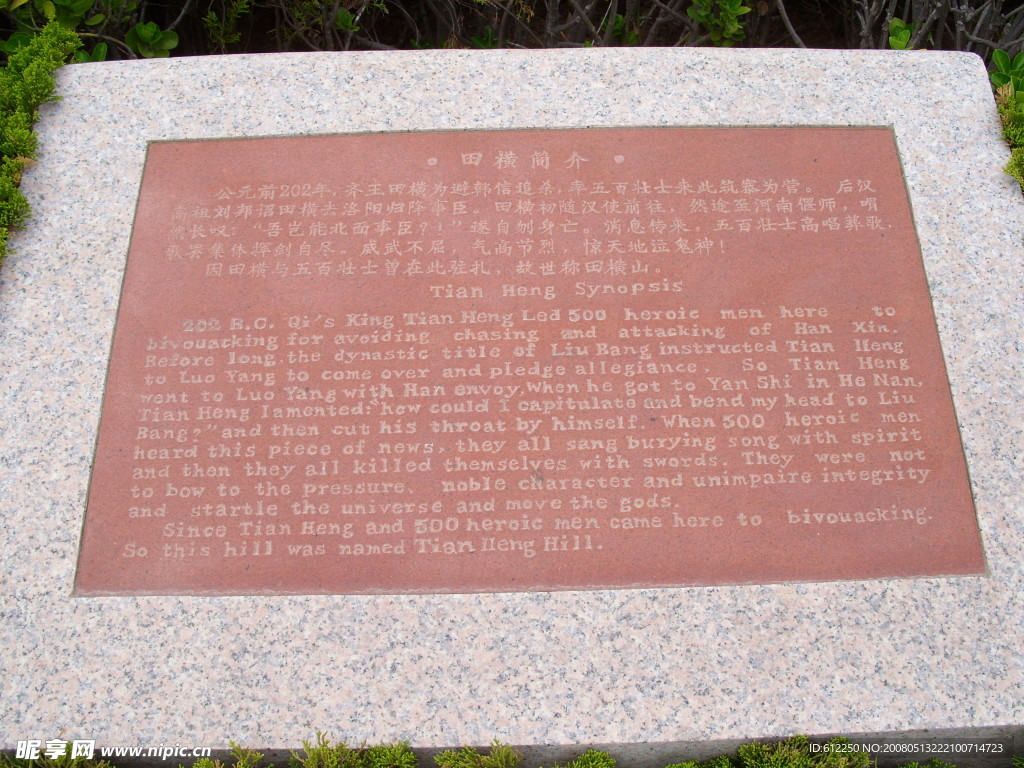 • 田横简介 •
公元前202年，齐王田横为避韩信追杀，率五百壮士来此筑寨为营。后汉
高祖刘邦诏田横去洛阳归降事臣。田横初随汉使前往，然途至河南偃师，喟
然长叹：“吾岂能北面事臣？！”遂自刎身亡。消息传来，五百壮士高唱葬歌，
歌罢集体挥剑自尽。威武不屈，气高节烈，惊天地泣鬼神！
因田横与五百壮士曾在此驻扎，故世称田横山。
Tian Heng Synopsis
202 B.C. Qi's King Tian Heng Led 500 heroic men here to
bivouacking for avoiding chasing and attacking of Han Xin.
Before long.the dynastic title of Liu Bang instructed Tian Heng
to Luo Yang to come over and pledge allegiance. So Tian Heng
went to Luo Yang with Han envoy,When he got to Yan Shi in He Nan,
Tian Heng lamented:"how could I capitulate and bend my kead to Liu
Bang?" and then cut his throat by himself. When 500 heroic men
heard this piece of news, they all sang burying song with spirit
and then they all killed themselves with swords. They were not
to bow to the pressure. noble character and unimpaire integrity
and startle the universe and move the gods.
Since Tian Heng and 500 heroic men came here to bivouacking.
So this hill was named Tian Heng Hill.
昵享网 www.nipic.cn
ID:612250 NO:20080513222100714723